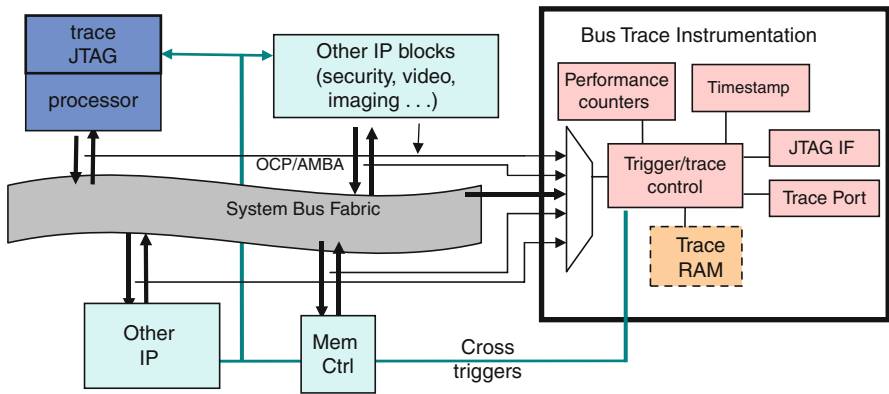 trace
JTAG
processor
Other IP blocks
(security, video,
imaging . . .)
OCP/AMBA
System Bus Fabric
Other
IP
Mem
Ctrl
Cross
triggers
Bus Trace Instrumentation
Performance
counters
Timestamp
Trigger/trace
control
JTAG IF
Trace Port
Trace
RAM